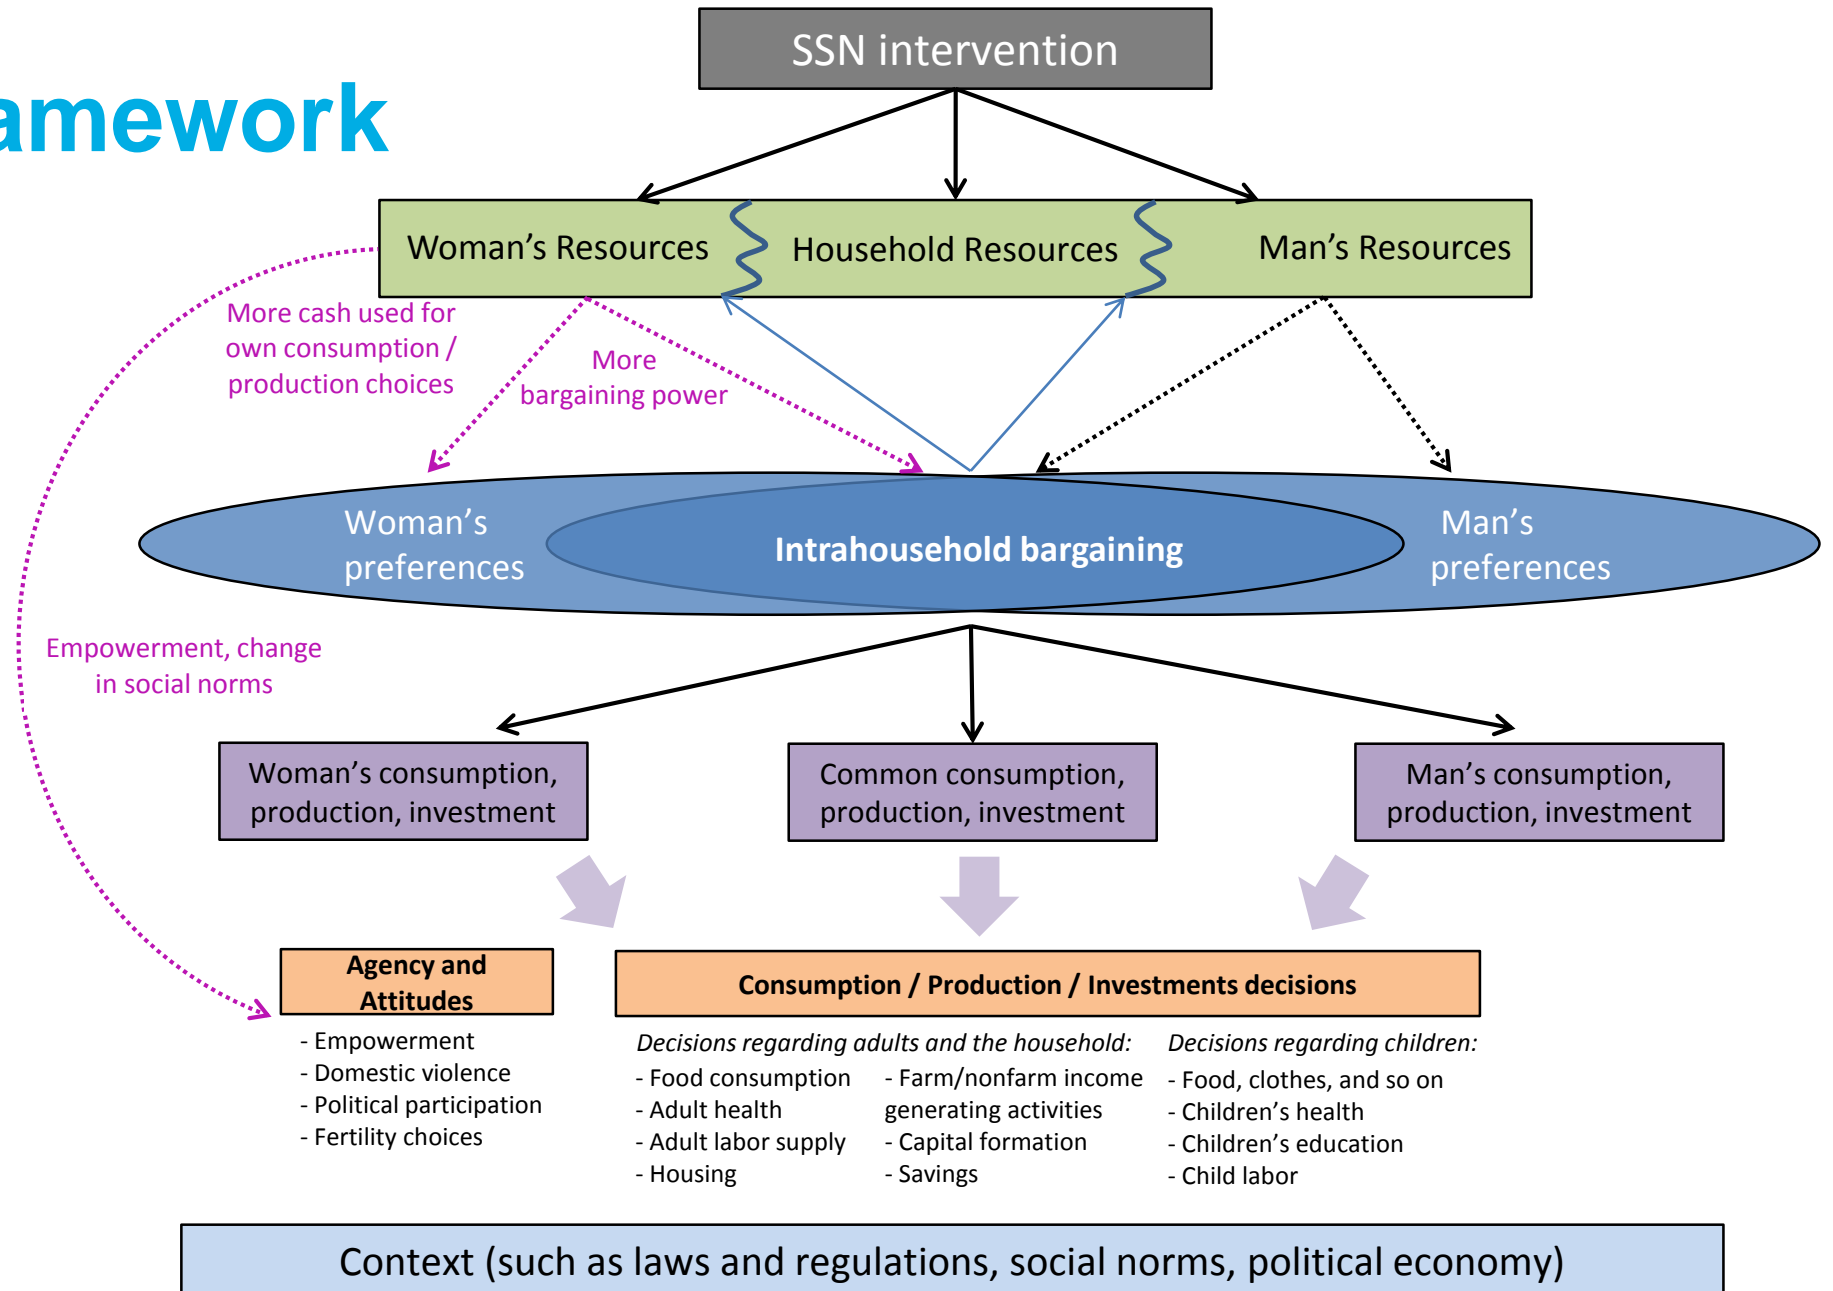 SSN intervention
amework
Woman's Resources
Household Resources
Man's Resources
More cash used for
own consumption /
production choices
More
bargaining power
Woman's
preferences
Intrahousehold bargaining
Man's
preferences
Empowerment, change
in social norms
Woman's consumption,
production, investment
Common consumption,
production, investment
Man's consumption,
production, investment
Agency and
Attitudes
- Empowerment
- Domestic violence
- Political participation
- Fertility choices
Consumption / Production / Investments decisions
Decisions regarding adults and the household:
- Food consumption
- Adult health
- Adult labor supply
- Housing
- Farm/nonfarm income
generating activities
- Capital formation
- Savings
Decisions regarding children:
- Food, clothes, and so on
- Children's health
- Children's education
- Child labor
Context (such as laws and regulations, social norms, political economy)